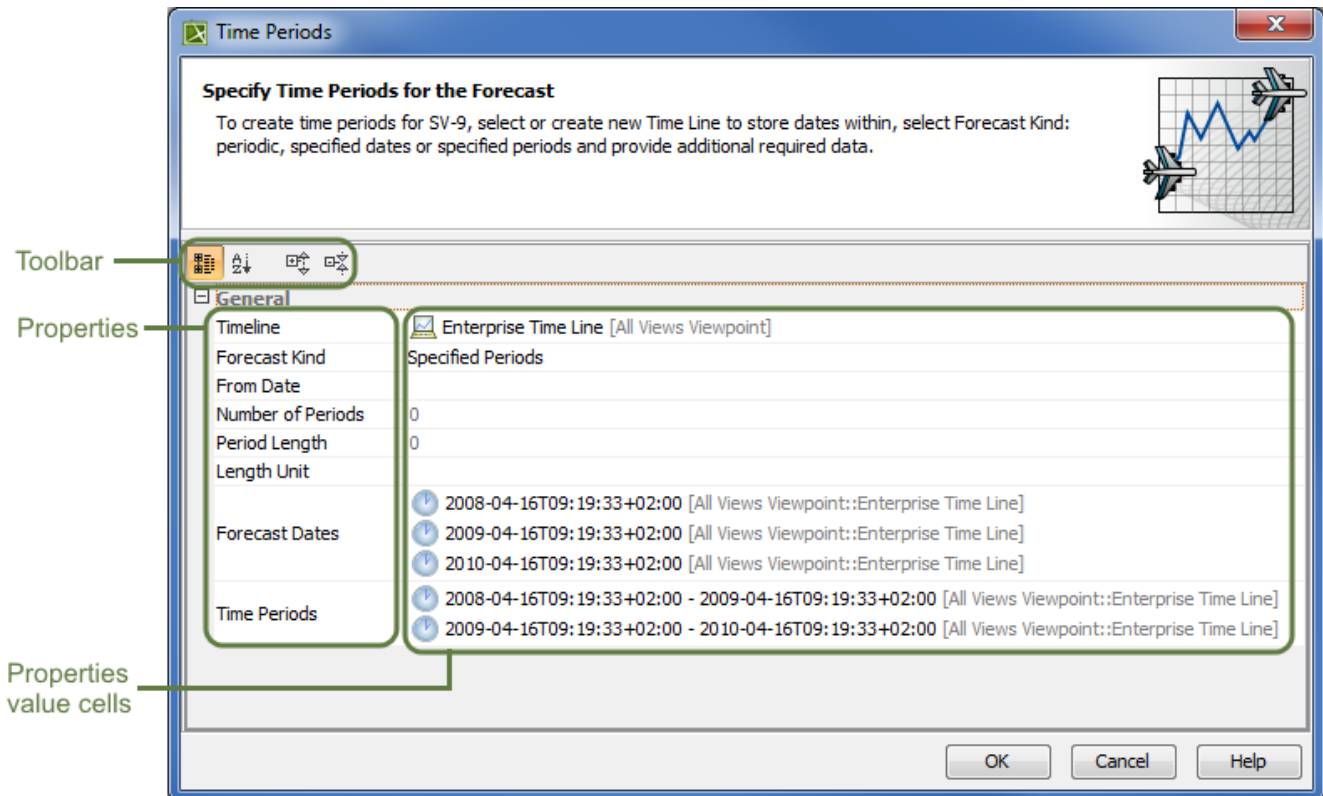 Time Periods
Specify Time Periods for the Forecast
To create time periods for SV-9, select or create new Time Line to store dates within, select Forecast Kind:
periodic, specified dates or specified periods and provide additional required data.
Toolbar
General
Properties
Timeline Enterprise Time Line [All Views Viewpoint]
Forecast Kind Specified Periods
From Date
Number of Periods 0
Period Length 0
Length Unit
Forecast Dates
2008-04-16T09:19:33+02:00 [All Views Viewpoint::Enterprise Time Line]
2009-04-16T09:19:33+02:00 [All Views Viewpoint::Enterprise Time Line]
2010-04-16T09:19:33+02:00 [All Views Viewpoint::Enterprise Time Line]
Time Periods
2008-04-16T09:19:33+02:00 - 2009-04-16T09:19:33+02:00 [All Views Viewpoint::Enterprise Time Line]
2009-04-16T09:19:33+02:00 - 2010-04-16T09:19:33+02:00 [All Views Viewpoint::Enterprise Time Line]
Properties
value cells
OK Cancel Help